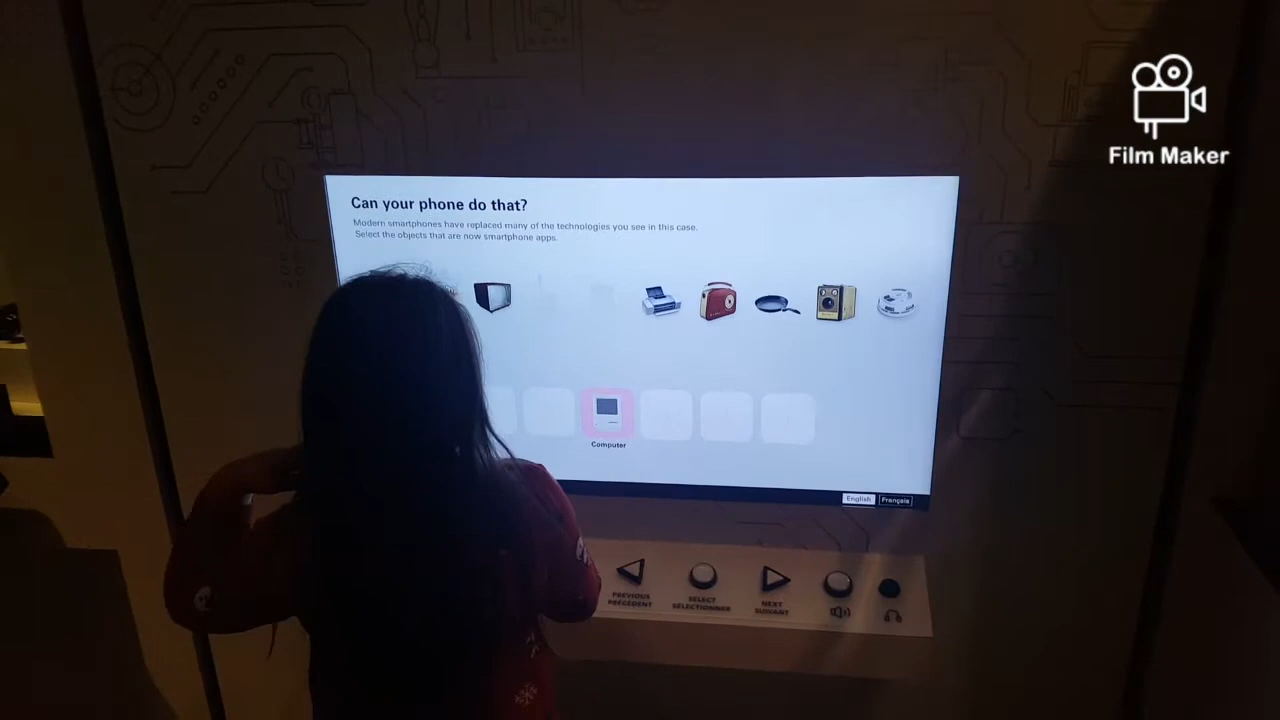 Film Maker
Can your phone do that?
Modern smartphones have replaced many of the technologies you see in this case.
Select the objects that are now smartphone apps.
Computer
English Français
PREVIOUS
PRÉCÉDENT
SELECT
SÉLECTIONNER
NEXT
SUIVANT